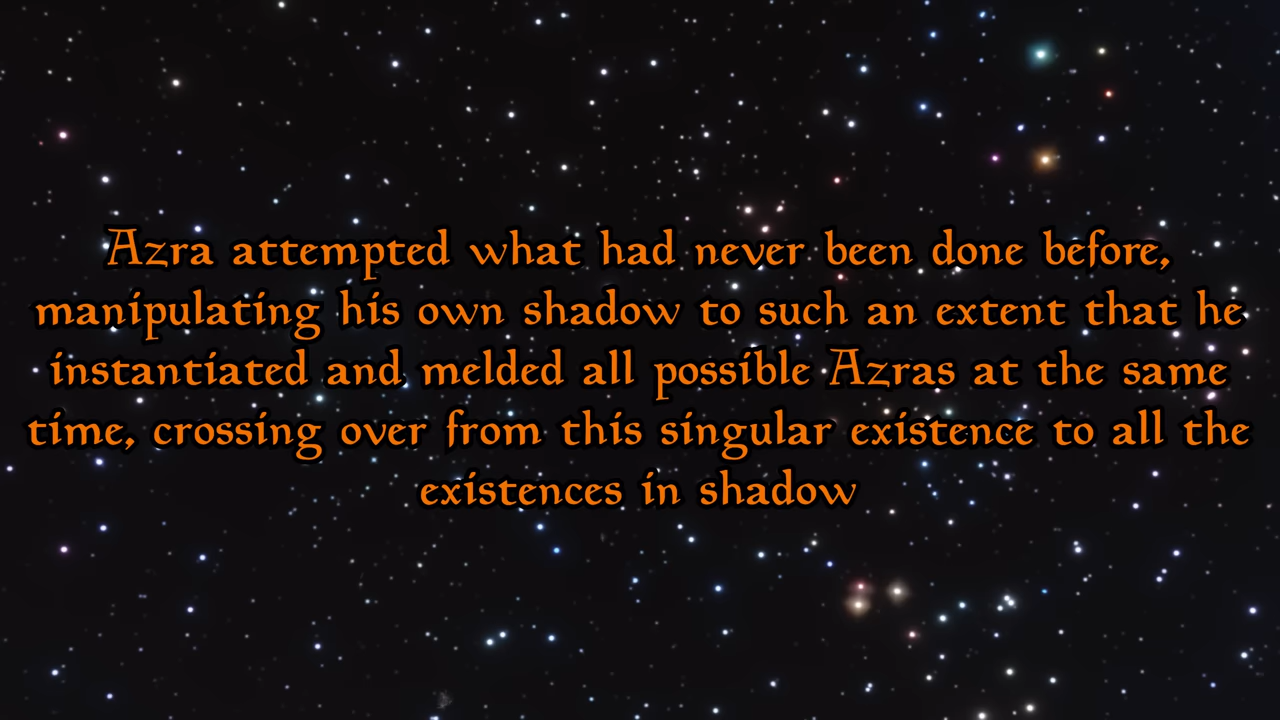 Azra attempted what had never been done before,
manipulating his own shadow to such an extent that he
instantiated and melded all possible Azras at the same
time, crossing over from this singular existence to all the
existences in shadow